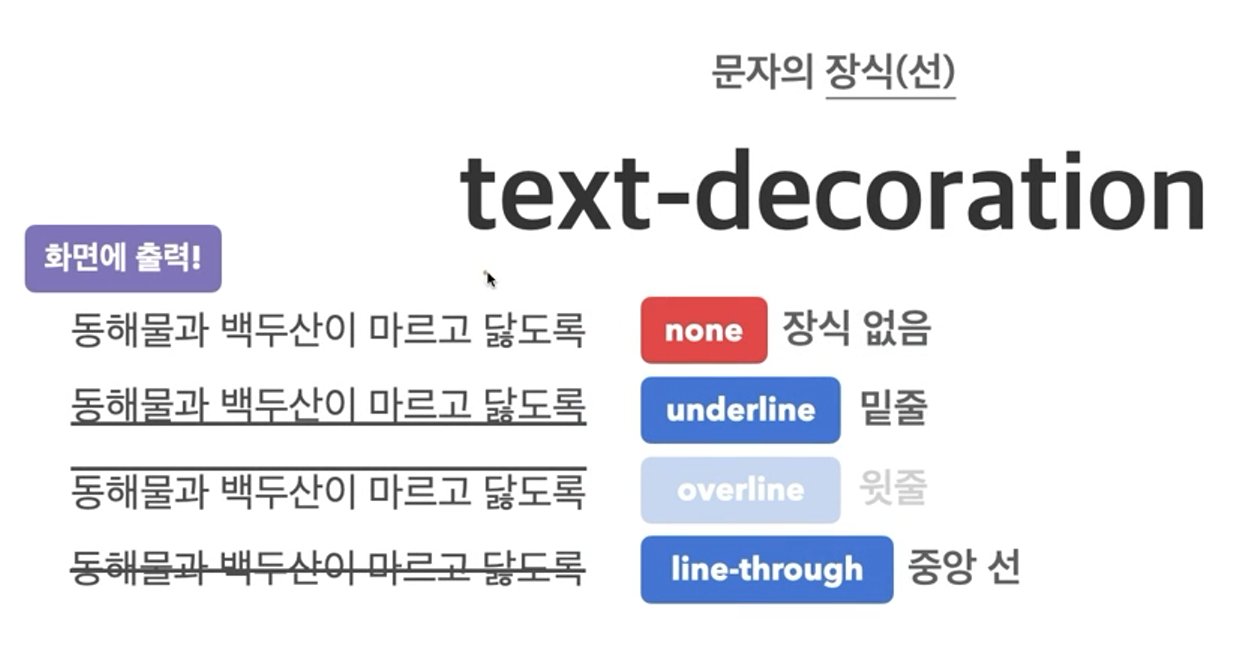 문자의 장식(선)
text-decoration
화면에 출력!
동해물과 백두산이 마르고 닳도록 none 장식 없음
동해물과 백두산이 마르고 닳도록 underline 밑줄
동해물과 백두산이 마르고 닳도록 overline 윗줄
동해물과 백두산이 마르고 닳도록 line-through 중앙 선